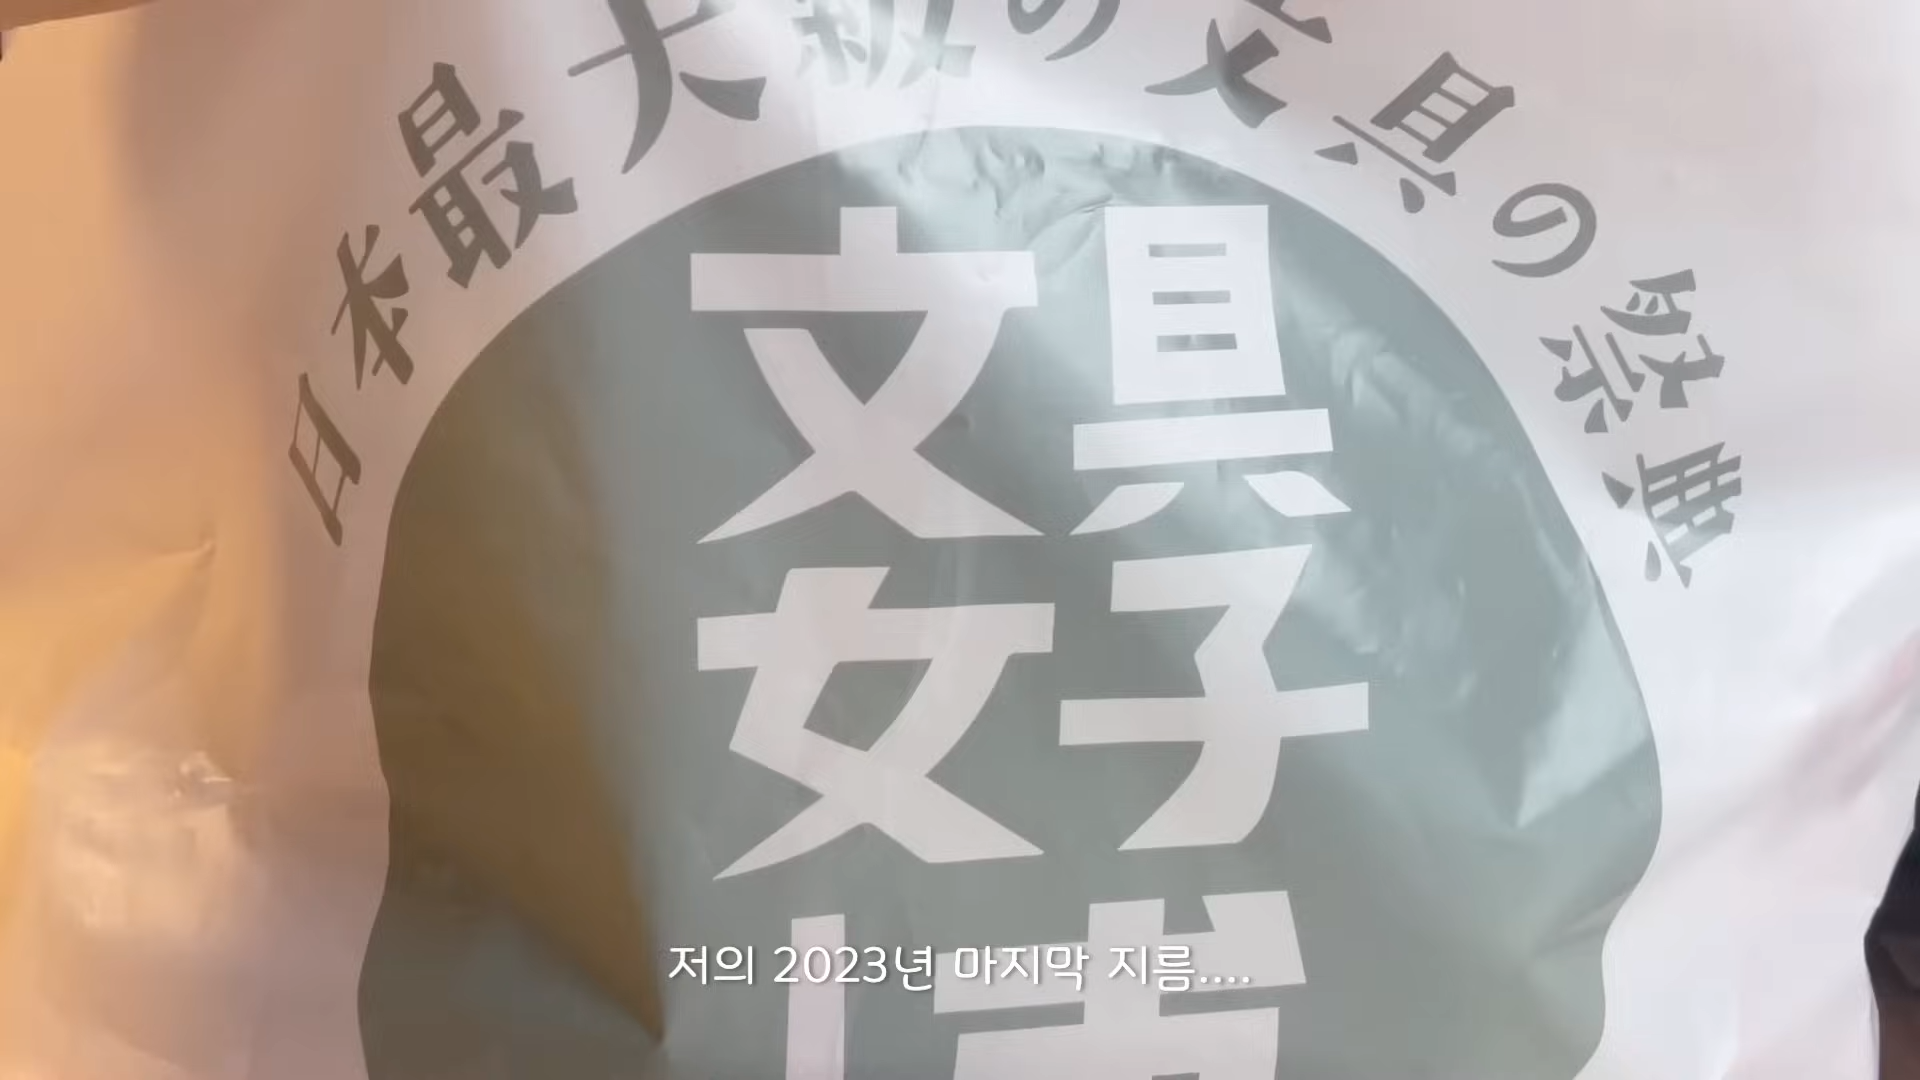 日本最大級の文具の祭典
文具
女子
저의 2023년 마지막 지름....